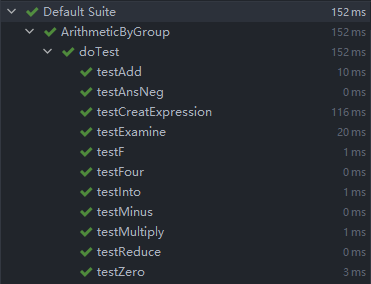 Default Suite 152 ms
ArithmeticByGroup 152 ms
doTest 152 ms
testAdd 10 ms
testAnsNeg 0 ms
testCreatExpression 116 ms
testExamine 20 ms
testF 1 ms
testFour 0 ms
testInto 1 ms
testMinus 0 ms
testMultiply 1 ms
testReduce 0 ms
testZero 3 ms